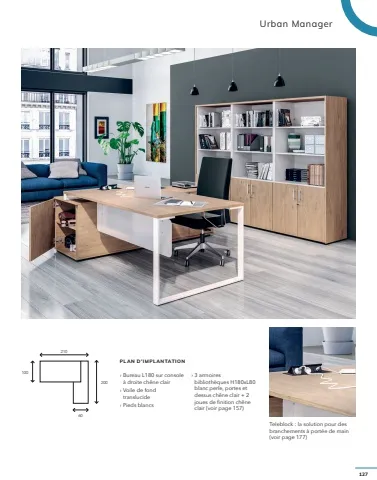 Urban Manager
210
100
200
80
PLAN D'IMPLANTATION
› Bureau L180 sur console
à droite chêne clair
› Voile de fond
translucide
› Pieds blancs
› 3 armoires
bibliothèques H180xL80
blanc perle, portes et
dessus chêne clair + 2
joues de finition chêne
clair (voir page 157)
Teleblock : la solution pour des
branchements à portée de main
(voir page 177)
127